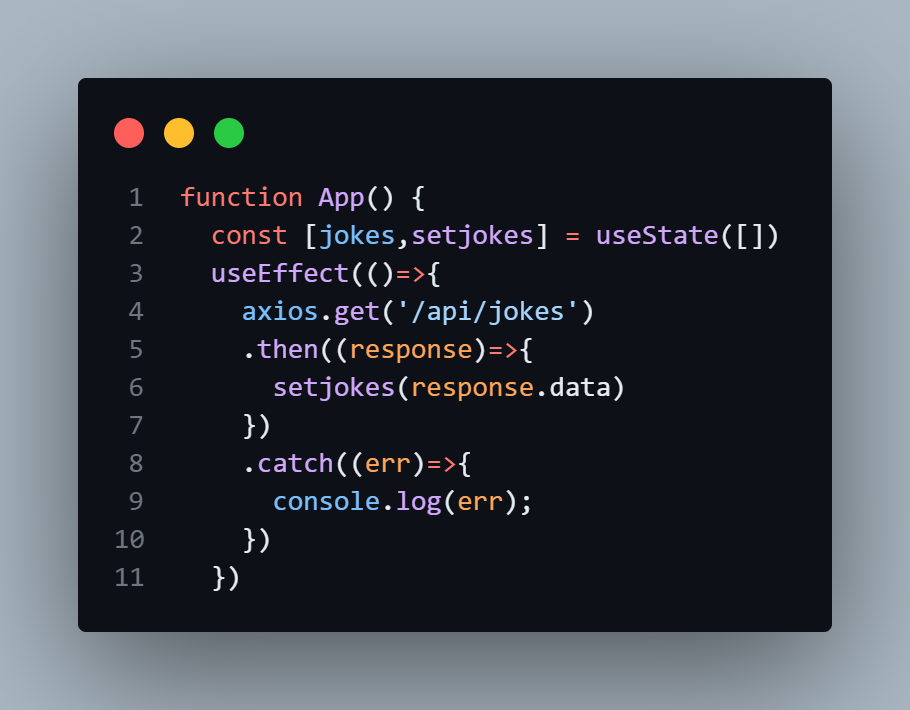 1 function App() {
2   const [jokes,setjokes] = useState([])
3   useEffect(()=>{
4     axios.get('/api/jokes')
5     .then((response)=>{
6       setjokes(response.data)
7     })
8     .catch((err)=>{
9       console.log(err);
10     })
11   })